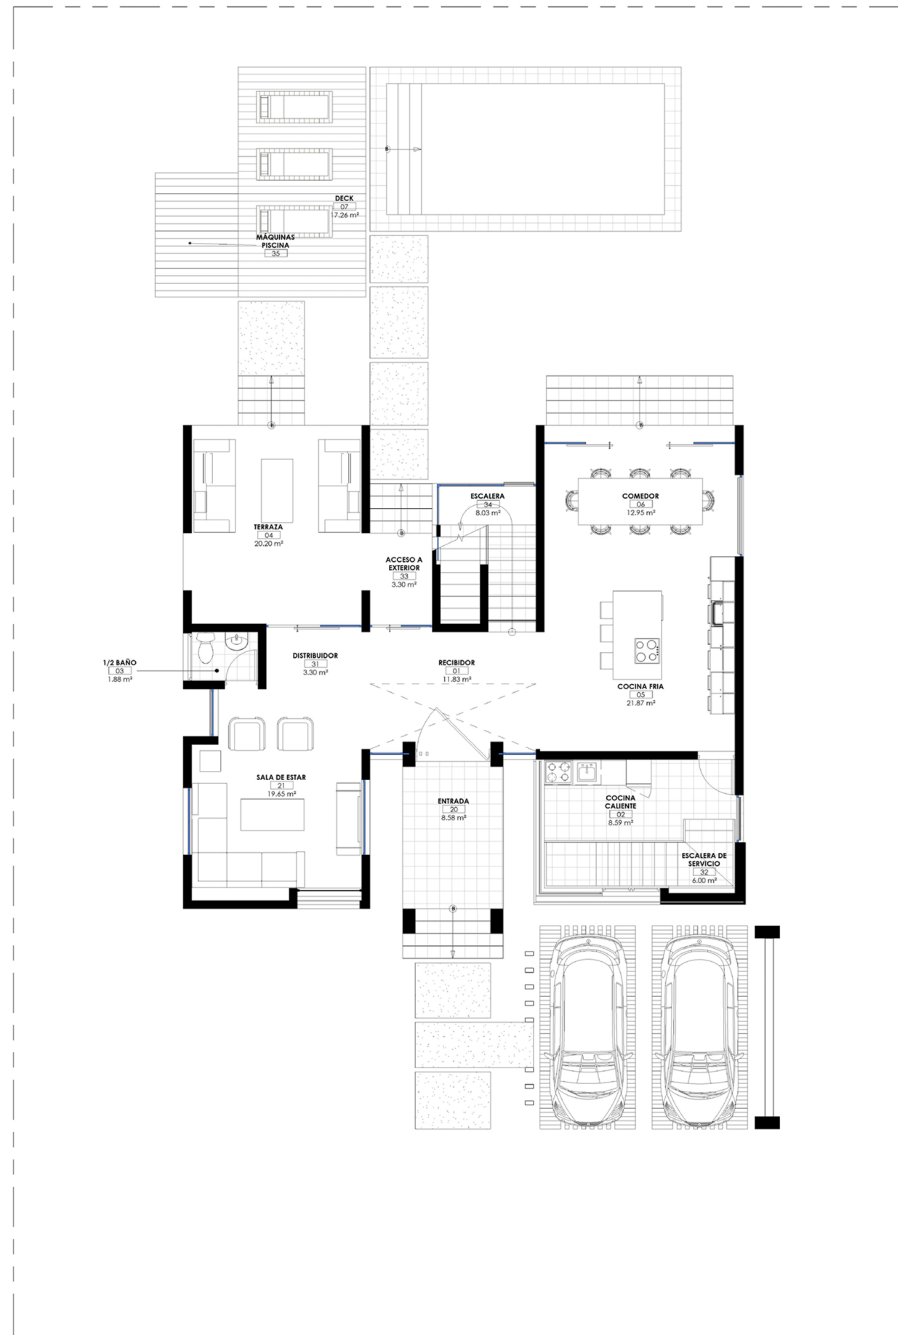 DECK
07
17.26 m²
MÁQUINAS
PISCINA
35
TERRAZA
04
20.20 m²
ESCALERA
34
8.03 m²
COMEDOR
06
12.95 m²
ACCESO A
EXTERIOR
33
3.30 m²
1/2 BAÑO
03
1.88 m²
DISTRIBUIDOR
31
3.30 m²
RECIBIDOR
01
11.83 m²
COCINA FRIA
05
21.87 m²
SALA DE ESTAR
21
19.65 m²
ENTRADA
20
8.58 m²
COCINA
CALIENTE
02
8.59 m²
ESCALERA DE
SERVICIO
32
6.00 m²